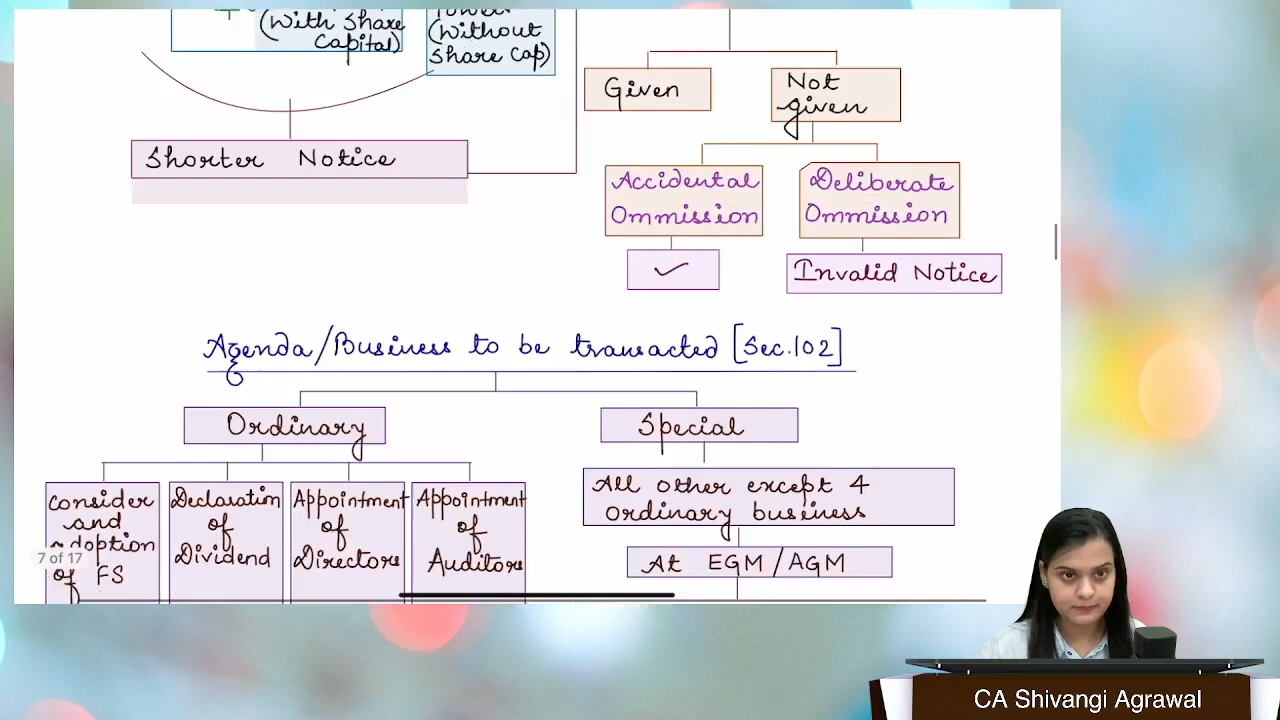 (With Share
Capital)
(Without
Share Cap)
Given
Not
given
Shorter Notice
Accidental
Ommission
Deliberate
Ommission
✓
Invalid Notice
Agenda/Business to be transacted [Sec.102]
Ordinary
Special
Consider
and
adoption
of FS
Declaration
of
Dividend
Appointment
of
Directors
Appointment
of
Auditors
All other except 4
ordinary business
At EGM/AGM
7 of 17
CA Shivangi Agrawal